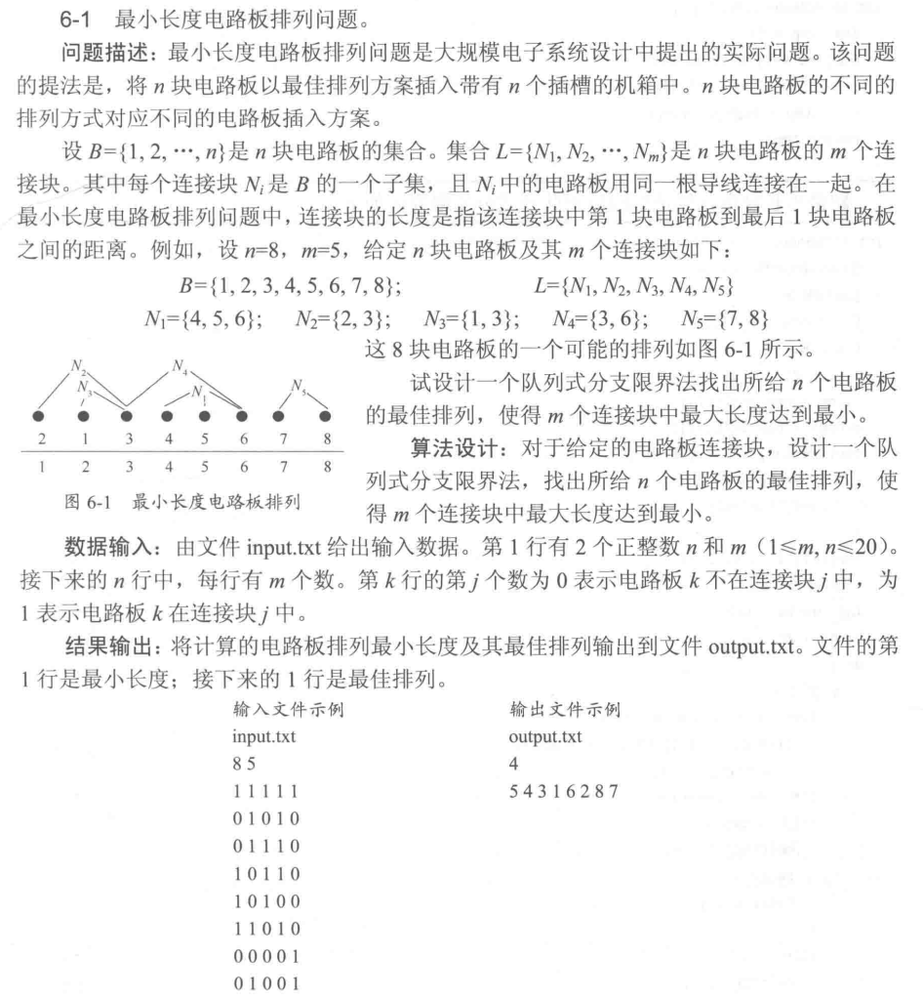 6-1 最小长度电路板排列问题。
问题描述：最小长度电路板排列问题是大规模电子系统设计中提出的实际问题。该问题
的提法是，将 n 块电路板以最佳排列方案插入带有 n 个插槽的机箱中。n 块电路板的不同的
排列方式对应不同的电路板插入方案。
设 B={1, 2, …, n}是 n 块电路板的集合。集合 L={N₁, N₂, …, Nₘ}是 n 块电路板的 m 个连
接块。其中每个连接块 Nᵢ是 B 的一个子集，且 Nᵢ中的电路板用同一根导线连接在一起。在
最小长度电路板排列问题中，连接块的长度是指该连接块中第 1 块电路板到最后 1 块电路板
之间的距离。例如，设 n=8，m=5，给定 n 块电路板及其 m 个连接块如下：
B={1, 2, 3, 4, 5, 6, 7, 8}; L={N₁, N₂, N₃, N₄, N₅}
N₁={4, 5, 6}; N₂={2, 3}; N₃={1, 3}; N₄={3, 6}; N₅={7, 8}
N₂ N₃ N₄ N₁ N₅
2 1 3 4 5 6 7 8
1 2 3 4 5 6 7 8
图 6-1 最小长度电路板排列
这 8 块电路板的一个可能的排列如图 6-1 所示。
试设计一个队列式分支限界法找出所给 n 个电路板
的最佳排列，使得 m 个连接块中最大长度达到最小。
算法设计：对于给定的电路板连接块，设计一个队
列式分支限界法，找出所给 n 个电路板的最佳排列，使
得 m 个连接块中最大长度达到最小。
数据输入：由文件 input.txt 给出输入数据。第 1 行有 2 个正整数 n 和 m（1≤m, n≤20）。
接下来的 n 行中，每行有 m 个数。第 k 行的第 j 个数为 0 表示电路板 k 不在连接块 j 中，为
1 表示电路板 k 在连接块 j 中。
结果输出：将计算的电路板排列最小长度及其最佳排列输出到文件 output.txt。文件的第
1 行是最小长度；接下来的 1 行是最佳排列。
输入文件示例 输出文件示例
input.txt output.txt
8 5 4
1 1 1 1 1 5 4 3 1 6 2 8 7
0 1 0 1 0
0 1 1 1 0
1 0 1 1 0
1 0 1 0 0
1 1 0 1 0
0 0 0 0 1
0 1 0 0 1